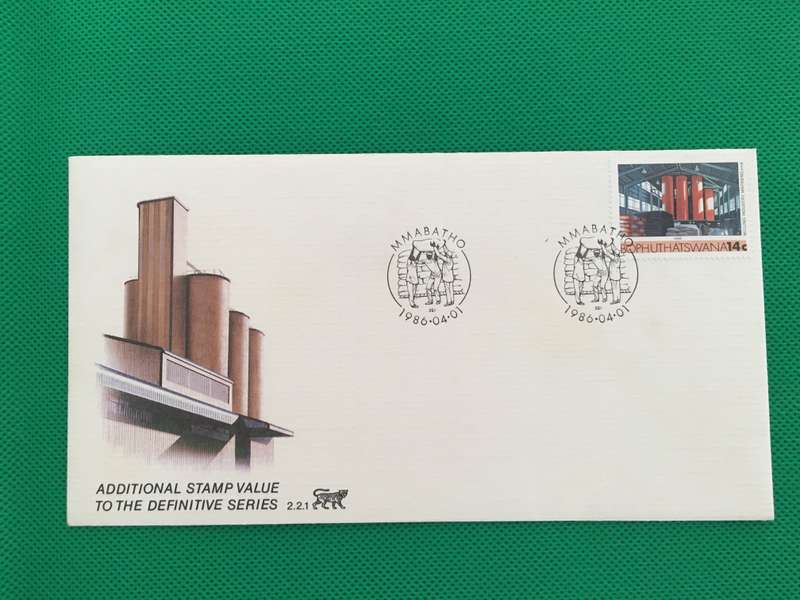 BOPHUTHATSWANA 14c
MMABATHO
1986·04·01
MMABATHO
1986·04·01
ADDITIONAL STAMP VALUE
TO THE DEFINITIVE SERIES 2.2.1